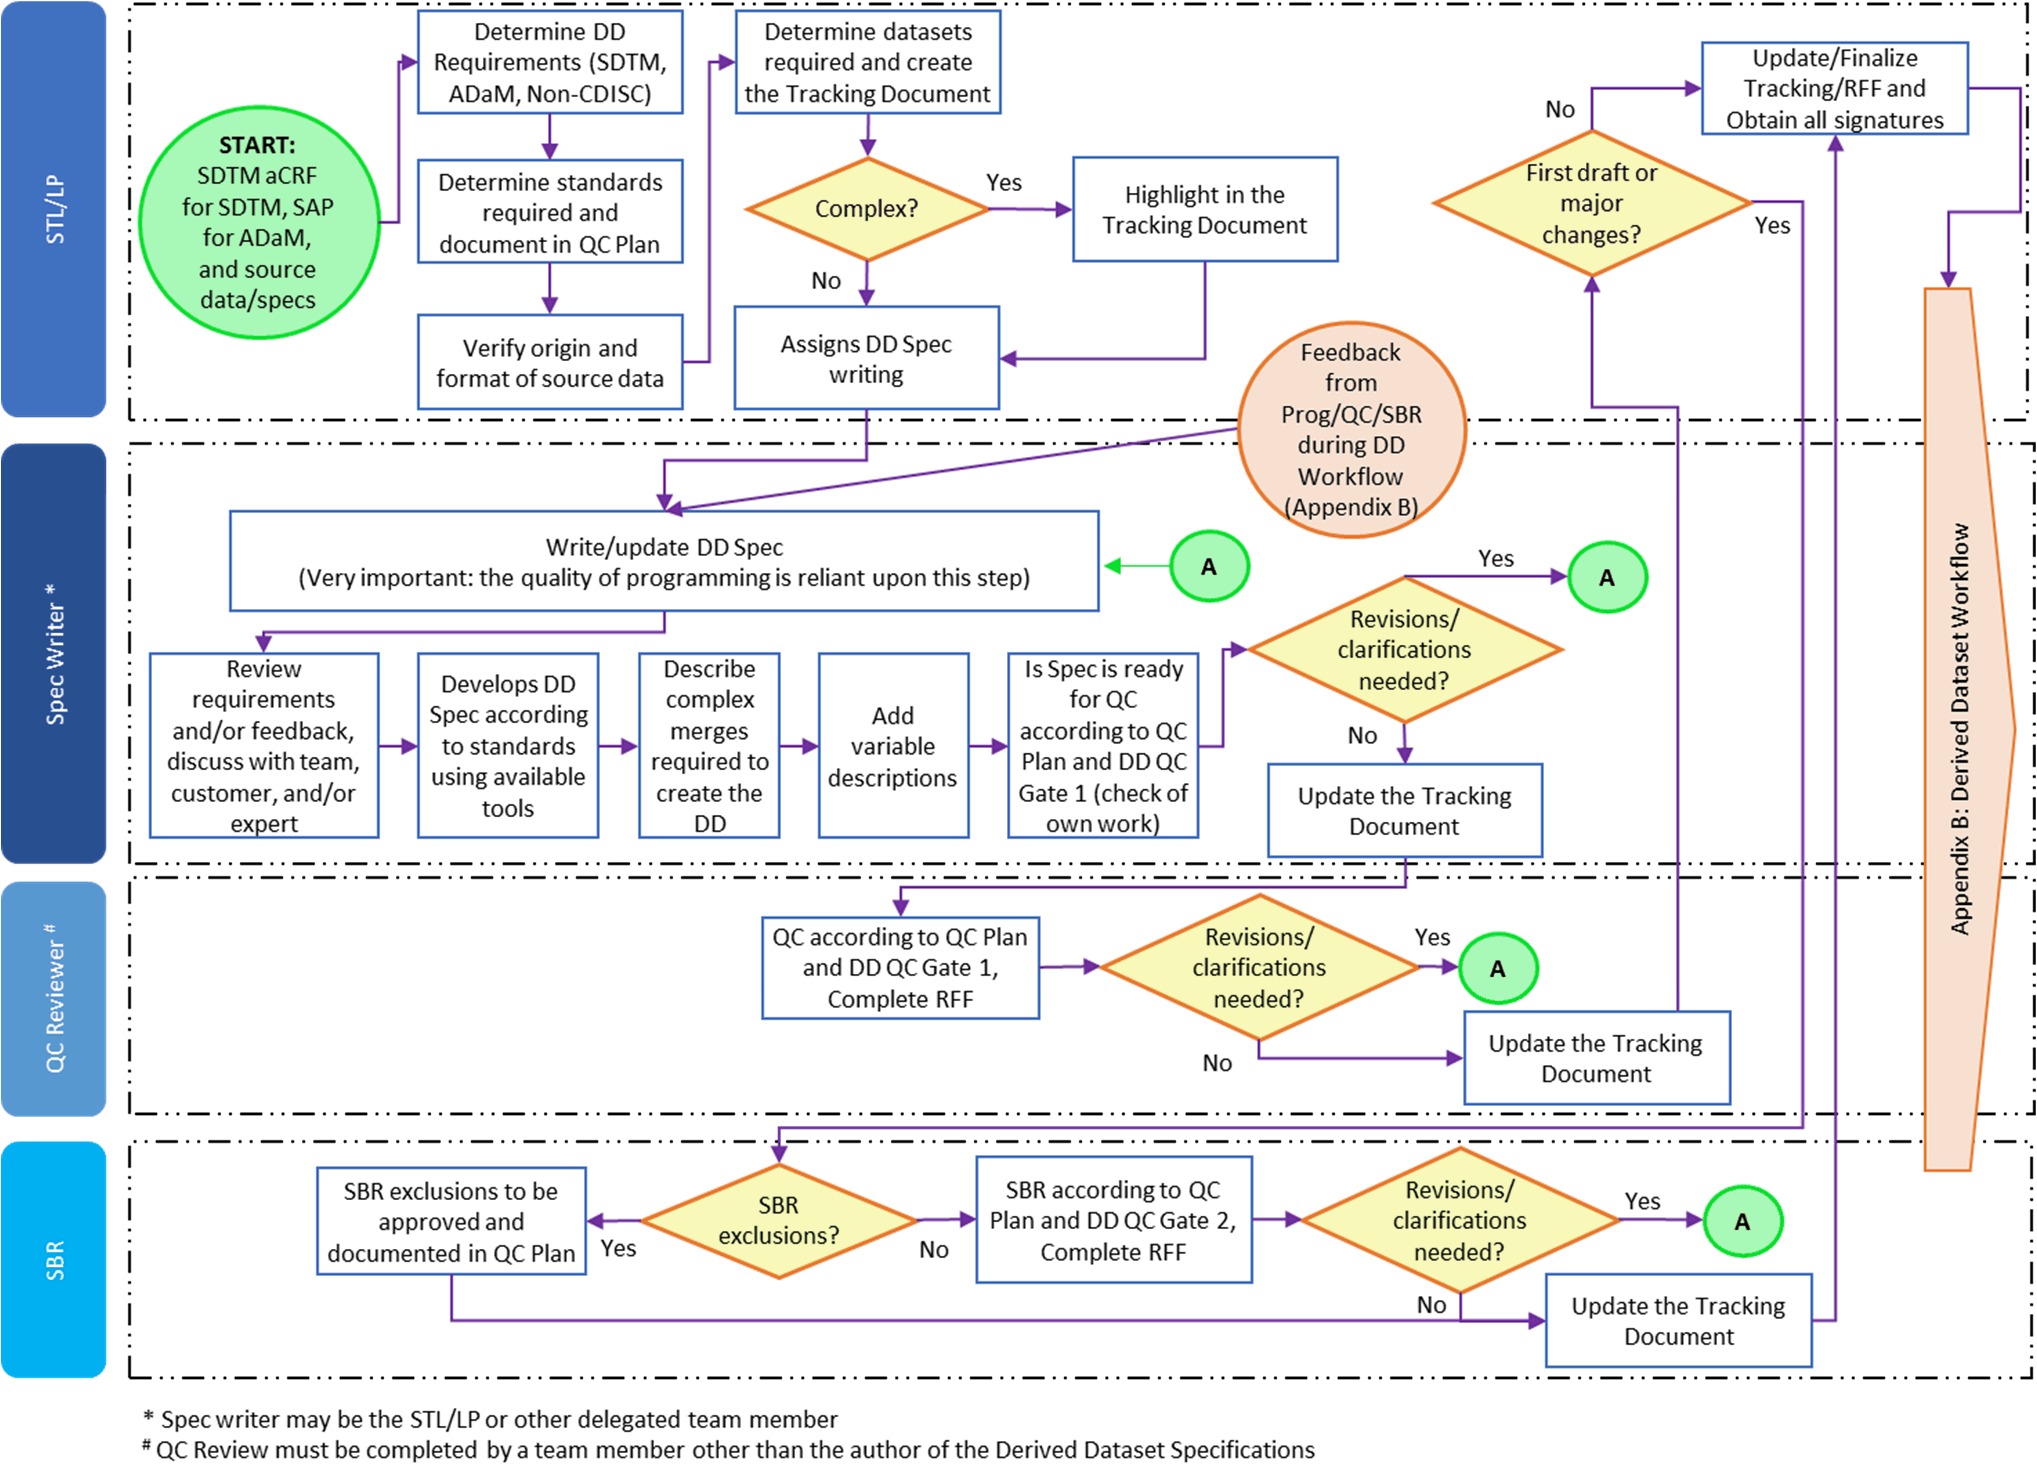 STL/LP
START:
SDTM aCRF
for SDTM, SAP
for ADaM,
and source
data/specs
Determine DD
Requirements (SDTM,
ADaM, Non-CDISC)
Determine standards
required and
document in QC Plan
Verify origin and
format of source data
Determine datasets
required and create
the Tracking Document
Complex?
Yes
Highlight in the
Tracking Document
No
Assigns DD Spec
writing
First draft or
major
changes?
No
Yes
Update/Finalize
Tracking/RFF and
Obtain all signatures
Feedback
from
Prog/QC/SBR
during DD
Workflow
(Appendix B)
Appendix B: Derived Dataset Workflow
Spec Writer *
Write/update DD Spec
(Very important: the quality of programming is reliant upon this step)
A
Review
requirements
and/or feedback,
discuss with team,
customer, and/or
expert
Develops DD
Spec according
to standards
using available
tools
Describe
complex
merges
required to
create the
DD
Add
variable
descriptions
Is Spec is ready
for QC
according to QC
Plan and DD QC
Gate 1 (check of
own work)
Revisions/
clarifications
needed?
Yes
A
No
Update the Tracking
Document
QC Reviewer #
QC according to QC Plan
and DD QC Gate 1,
Complete RFF
Revisions/
clarifications
needed?
Yes
A
No
Update the Tracking
Document
SBR
SBR exclusions to be
approved and
documented in QC Plan
Yes
SBR
exclusions?
No
SBR according to QC
Plan and DD QC Gate 2,
Complete RFF
Revisions/
clarifications
needed?
Yes
A
No
Update the Tracking
Document
* Spec writer may be the STL/LP or other delegated team member
# QC Review must be completed by a team member other than the author of the Derived Dataset Specifications